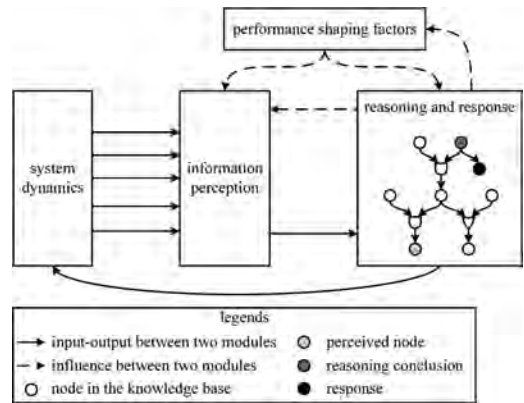 performance shaping factors
reasoning and response
system
dynamics
information
perception
legends
input-output between two modules
perceived node
influence between two modules
reasoning conclusion
node in the knowledge base
response